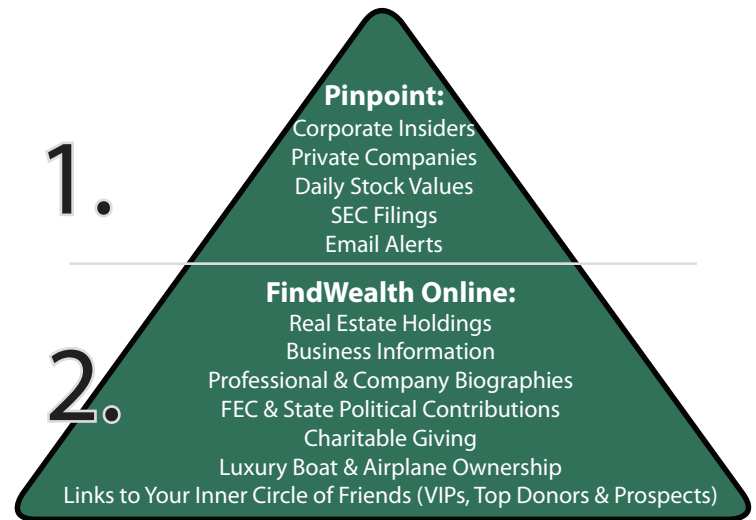 1.
Pinpoint:
Corporate Insiders
Private Companies
Daily Stock Values
SEC Filings
Email Alerts
2.
FindWealth Online:
Real Estate Holdings
Business Information
Professional & Company Biographies
FEC & State Political Contributions
Charitable Giving
Luxury Boat & Airplane Ownership
Links to Your Inner Circle of Friends (VIPs, Top Donors & Prospects)